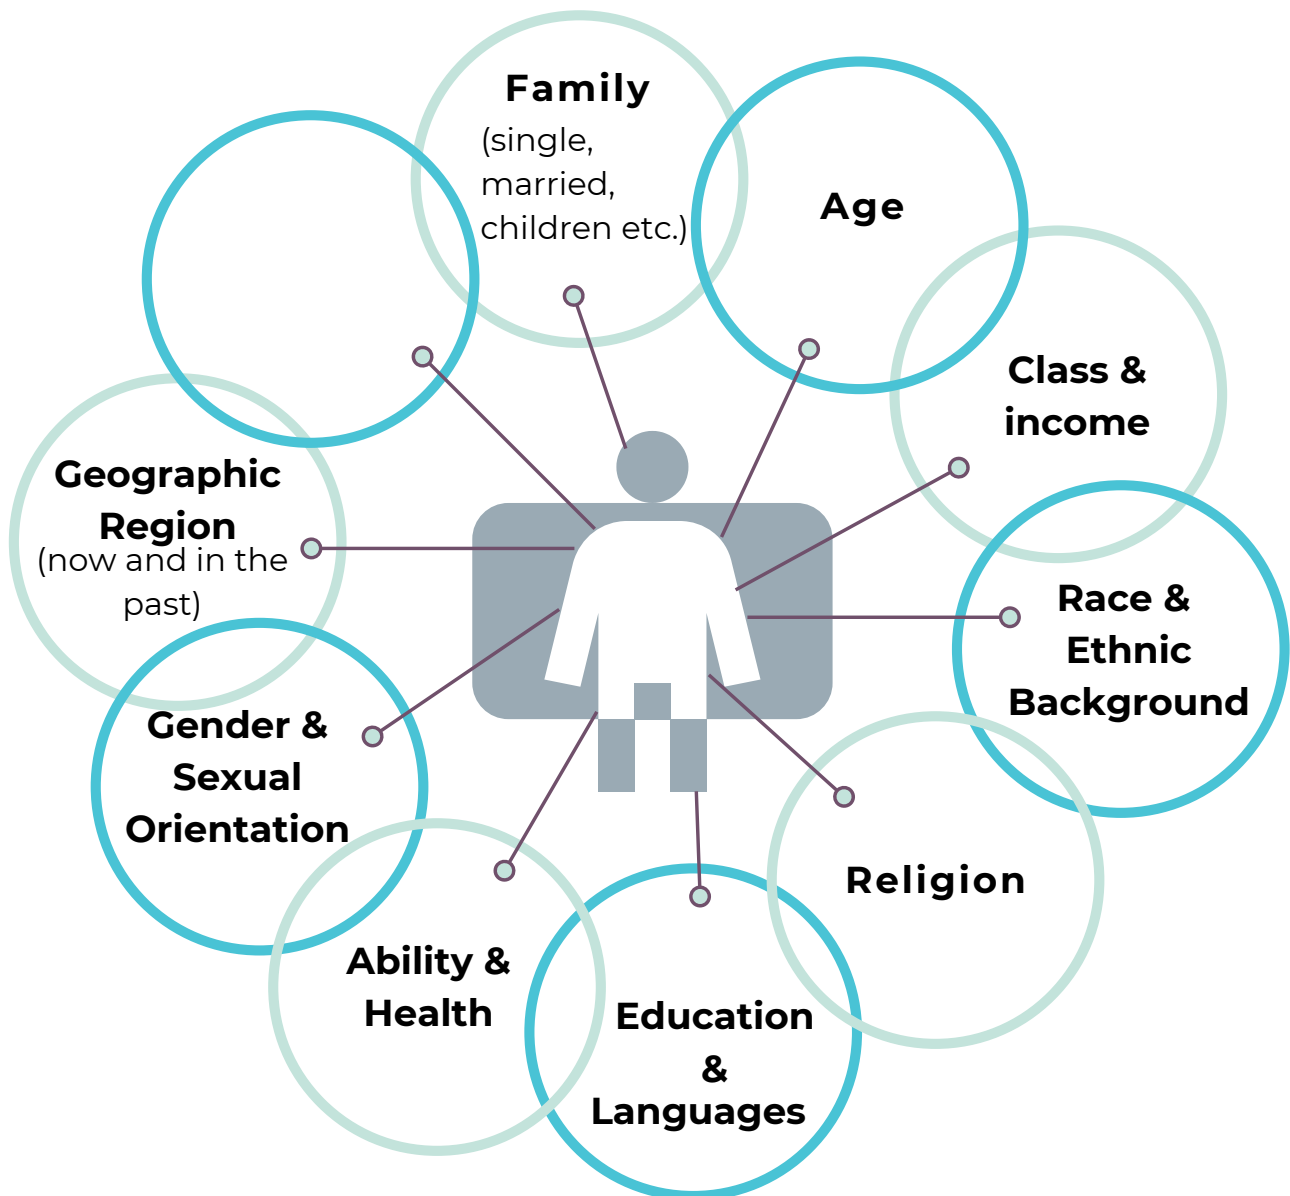 Family
(single,
married,
children etc.)
Age
Class &
income
Race &
Ethnic
Background
Religion
Education
&
Languages
Ability &
Health
Gender &
Sexual
Orientation
Geographic
Region
(now and in the
past)